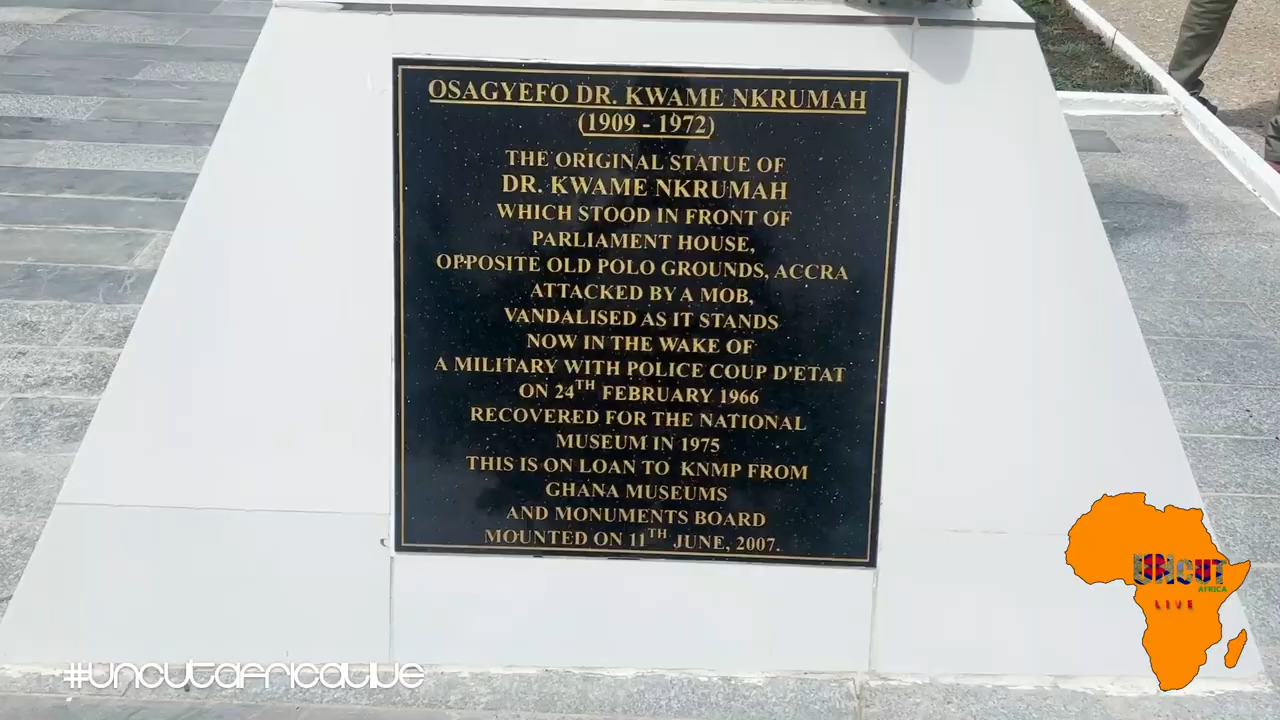 OSAGYEFO DR. KWAME NKRUMAH
(1909 - 1972)
THE ORIGINAL STATUE OF
DR. KWAME NKRUMAH
WHICH STOOD IN FRONT OF
PARLIAMENT HOUSE,
OPPOSITE OLD POLO GROUNDS, ACCRA
ATTACKED BY A MOB,
VANDALISED AS IT STANDS
NOW IN THE WAKE OF
A MILITARY WITH POLICE COUP D'ETAT
ON 24TH FEBRUARY 1966
RECOVERED FOR THE NATIONAL
MUSEUM IN 1975
THIS IS ON LOAN TO KNMP FROM
GHANA MUSEUMS
AND MONUMENTS BOARD
MOUNTED ON 11TH JUNE, 2007.
UNCUT
AFRICA
LIVE
#uncutafricalive